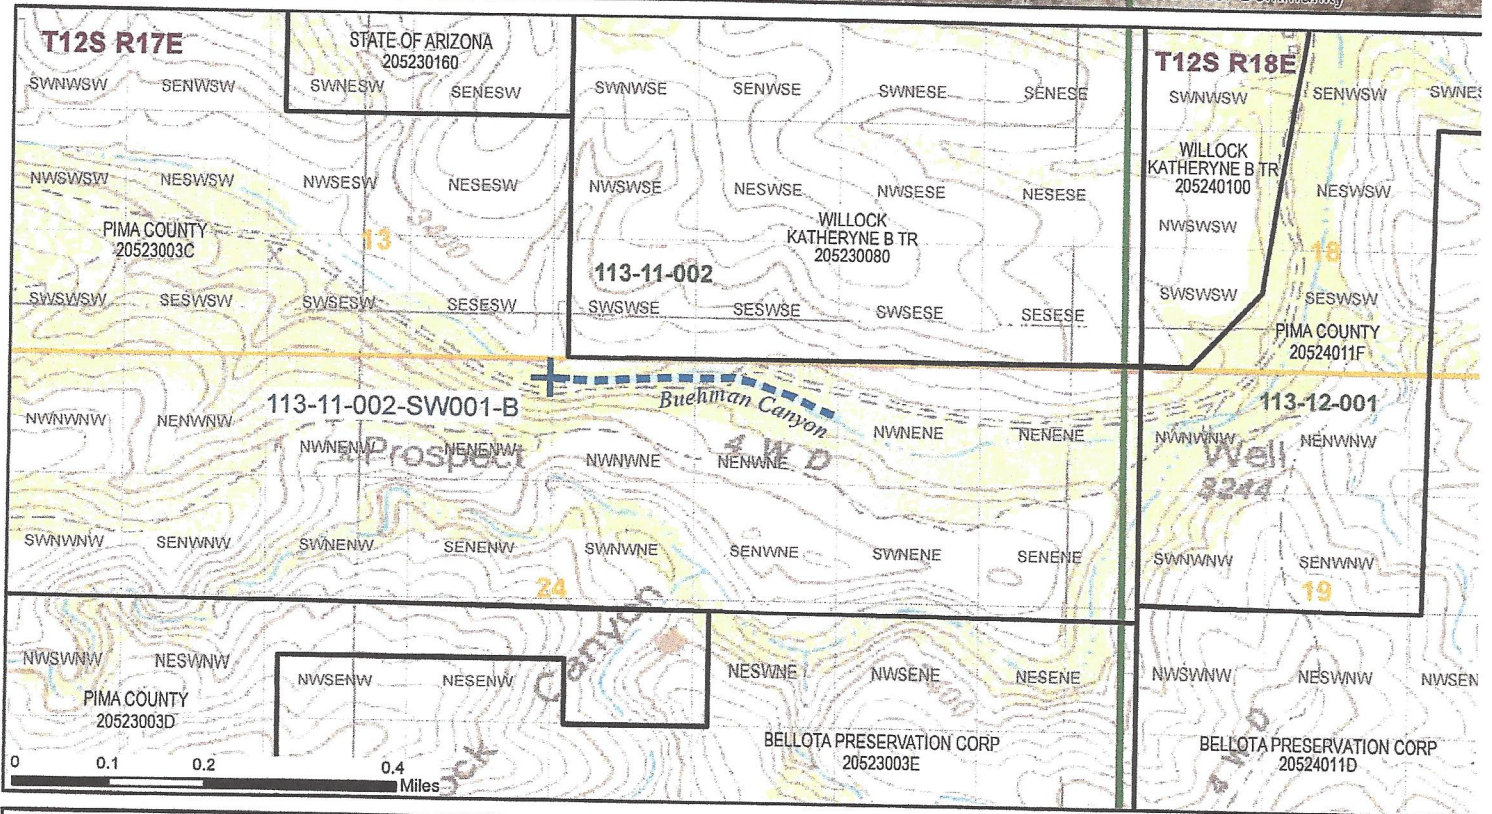 T12S R17E
STATE OF ARIZONA
205230160
T12S R18E
SWNWSW SENWSW SWNESW SENESW SWNWSE SENWSE SWNESE SENESE SWNWSW SENWSW
WILLOCK
KATHERYNE B TR
205240100
NWSWSW NESWSW NWSESW NESESW NWSWSE NESWSE NWSESE NESESE NESWSW
PIMA COUNTY
20523003C
13
WILLOCK
KATHERYNE B TR
205230080
NWSWSW
18
113-11-002
SWSWSW SESWSW SWSESW SESESW SWSWSE SESWSE SWSESE SESESE SWSWSW SESWSW
PIMA COUNTY
20524011F
113-11-002-SW001-B
Buehman Canyon
113-12-001
NWNWNW NENWNW NWNENW NENENW NWNWNE NENWNE NWNENE NENENE NWNWNW NENWNW
Prospect
4 W D
Well
3244
SWNWNW SENWNW SWNENW SENENW SWNWNE SENWNE SWNENE SENENE SWNWNW SENWNW
24
19
Canyon
NWSWNW NESWNW NWSENW NESENW NESWNE NWSENE NESENE NWSWNW NESWNW
PIMA COUNTY
20523003D
BELLOTA PRESERVATION CORP
20523003E
BELLOTA PRESERVATION CORP
20524011D
4 W D
0 0.1 0.2 0.4
Miles